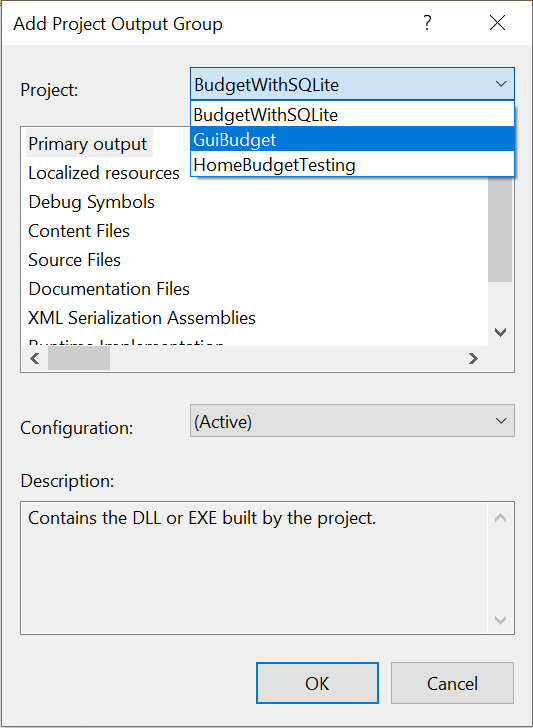 Add Project Output Group
?
Project:
BudgetWithSQLite
BudgetWithSQLite
GuiBudget
HomeBudgetTesting
Primary output
Localized resources
Debug Symbols
Content Files
Source Files
Documentation Files
XML Serialization Assemblies
Runtime Implementation
Configuration:
(Active)
Description:
Contains the DLL or EXE built by the project.
OK
Cancel